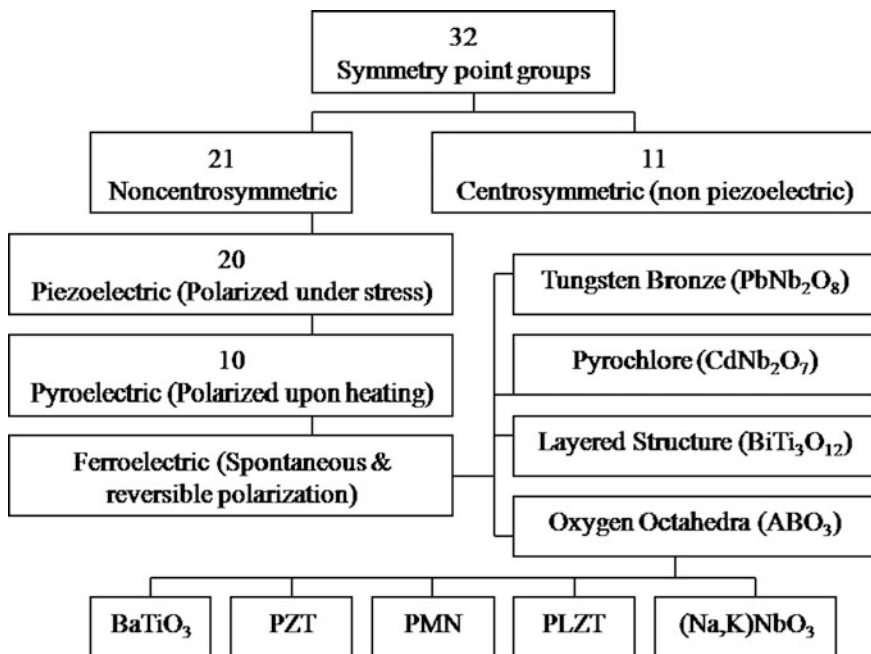 32
Symmetry point groups
21
Noncentrosymmetric
11
Centrosymmetric (non piezoelectric)
20
Piezoelectric (Polarized under stress)
10
Pyroelectric (Polarized upon heating)
Ferroelectric (Spontaneous &
reversible polarization)
Tungsten Bronze (PbNb₂O₈)
Pyrochlore (CdNb₂O₇)
Layered Structure (BiTi₃O₁₂)
Oxygen Octahedra (ABO₃)
BaTiO₃
PZT
PMN
PLZT
(Na,K)NbO₃